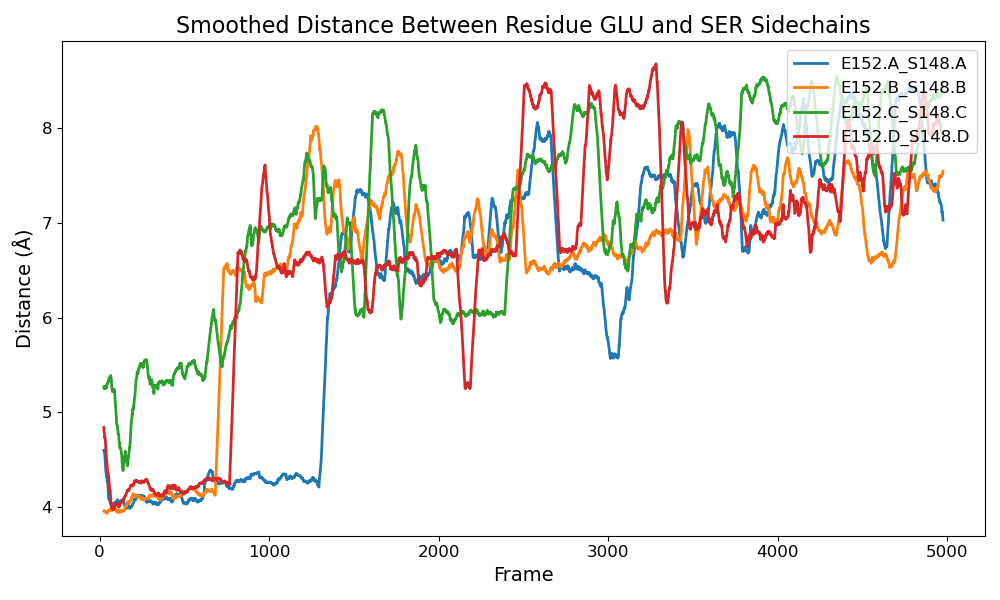 Smoothed Distance Between Residue GLU and SER Sidechains
E152.A_S148.A
E152.B_S148.B
E152.C_S148.C
E152.D_S148.D
Distance (Å)
8
7
6
5
4
0 1000 2000 3000 4000 5000
Frame